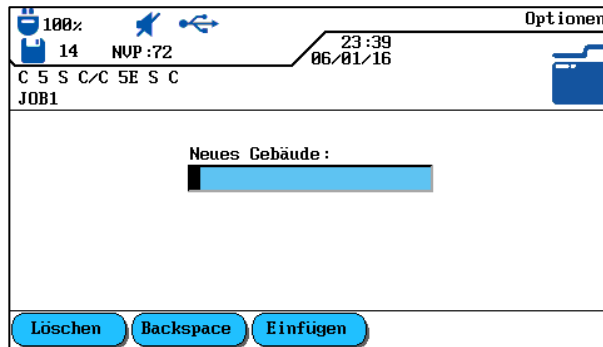 100% Optionen
14 NVP:72 23:39
06/01/16
C 5 S C/C 5E S C
JOB1
Neues Gebäude:
Löschen Backspace Einfügen